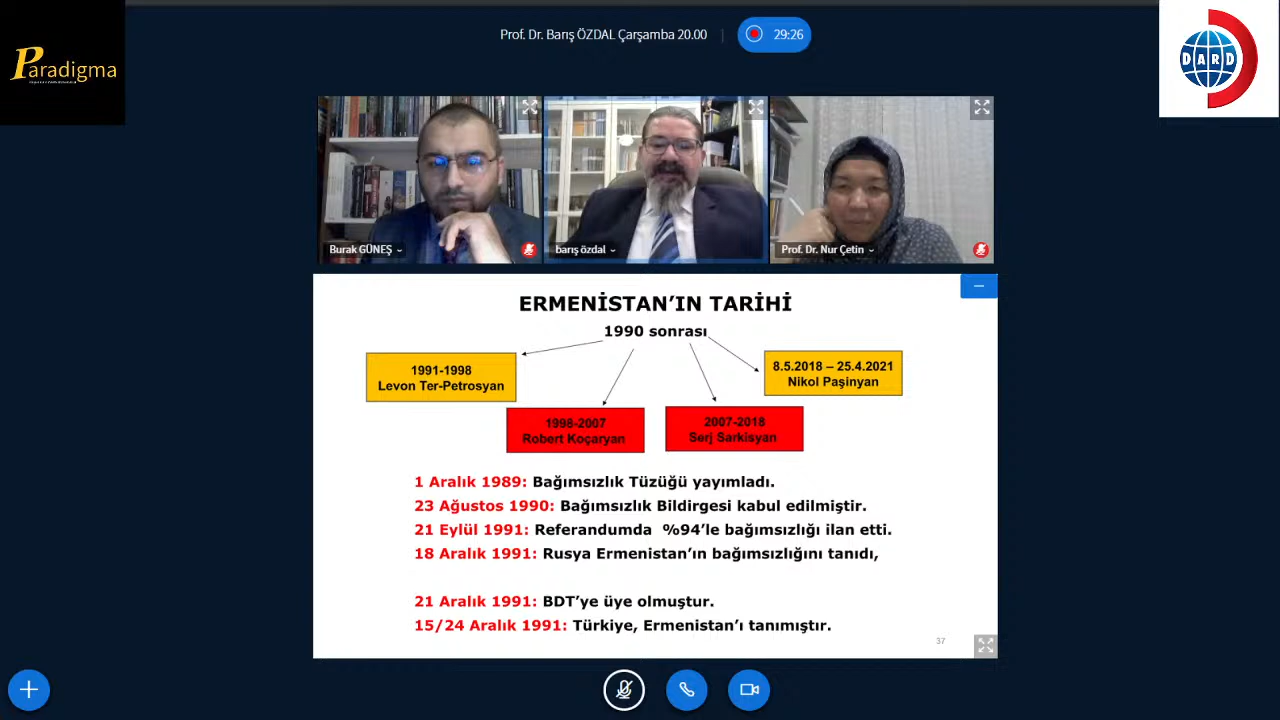 Paradigma
Prof. Dr. Barış ÖZDAL Çarşamba 20.00
29:26
DARD
Burak GÜNEŞ
barış özdal
Prof. Dr. Nur Çetin
ERMENİSTAN’IN TARİHİ
1990 sonrası
1991-1998
Levon Ter-Petrosyan
8.5.2018 – 25.4.2021
Nikol Paşinyan
1998-2007
Robert Koçaryan
2007-2018
Serj Sarkisyan
1 Aralık 1989: Bağımsızlık Tüzüğü yayımladı.
23 Ağustos 1990: Bağımsızlık Bildirgesi kabul edilmiştir.
21 Eylül 1991: Referandumda %94’le bağımsızlığı ilan etti.
18 Aralık 1991: Rusya Ermenistan’ın bağımsızlığını tanıdı,
21 Aralık 1991: BDT’ye üye olmuştur.
15/24 Aralık 1991: Türkiye, Ermenistan’ı tanımıştır.
37